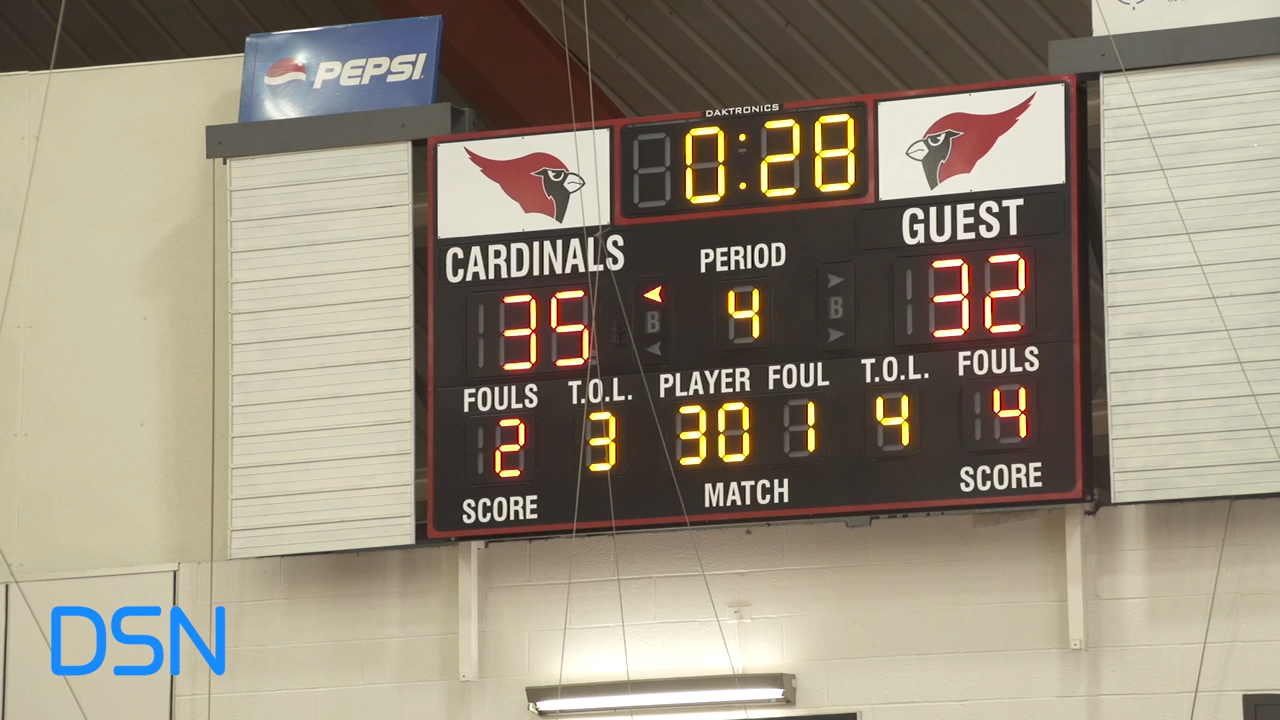 PEPSI
DAKTRONICS
0:28
CARDINALS
GUEST
PERIOD
35
B
4
B
32
FOULS T.O.L. PLAYER FOUL T.O.L. FOULS
2 3 30 1 4 4
SCORE MATCH SCORE
DSN